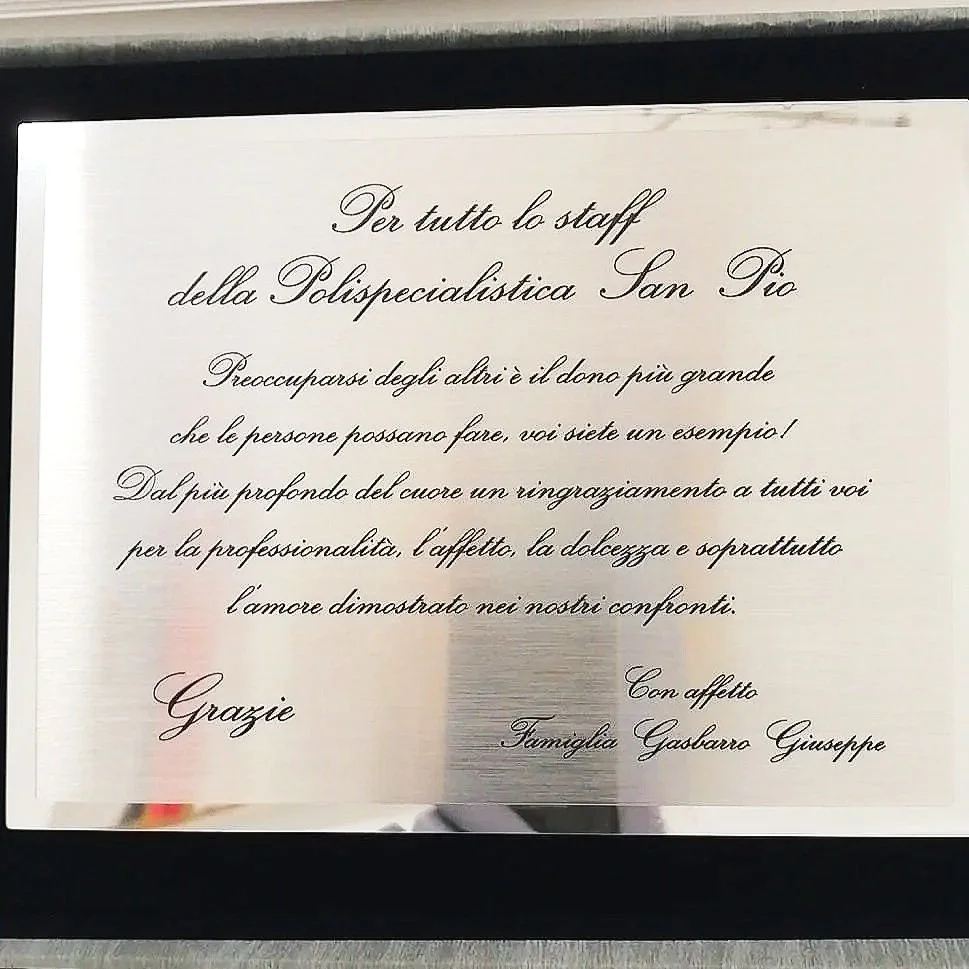 Per tutto lo staff
della Polispecialistica San Pio
Preoccuparsi degli altri è il dono più grande
che le persone possano fare, voi siete un esempio!
Dal più profondo del cuore un ringraziamento a tutti voi
per la professionalità, l'affetto, la dolcezza e soprattutto
l'amore dimostrato nei nostri confronti.
Grazie
Con affetto
Famiglia Gasbarro Giuseppe